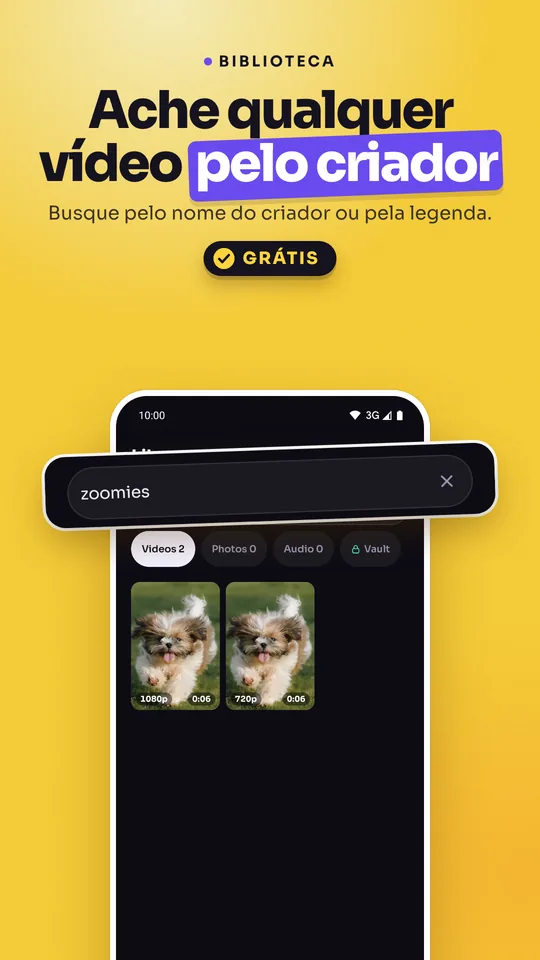 BIBLIOTECA
Ache qualquer
vídeo pelo criador
Busque pelo nome do criador ou pela legenda.
GRÁTIS
10:00 3G
zoomies
Videos 2 Photos 0 Audio 0 Vault
1080p 0:06 720p 0:06